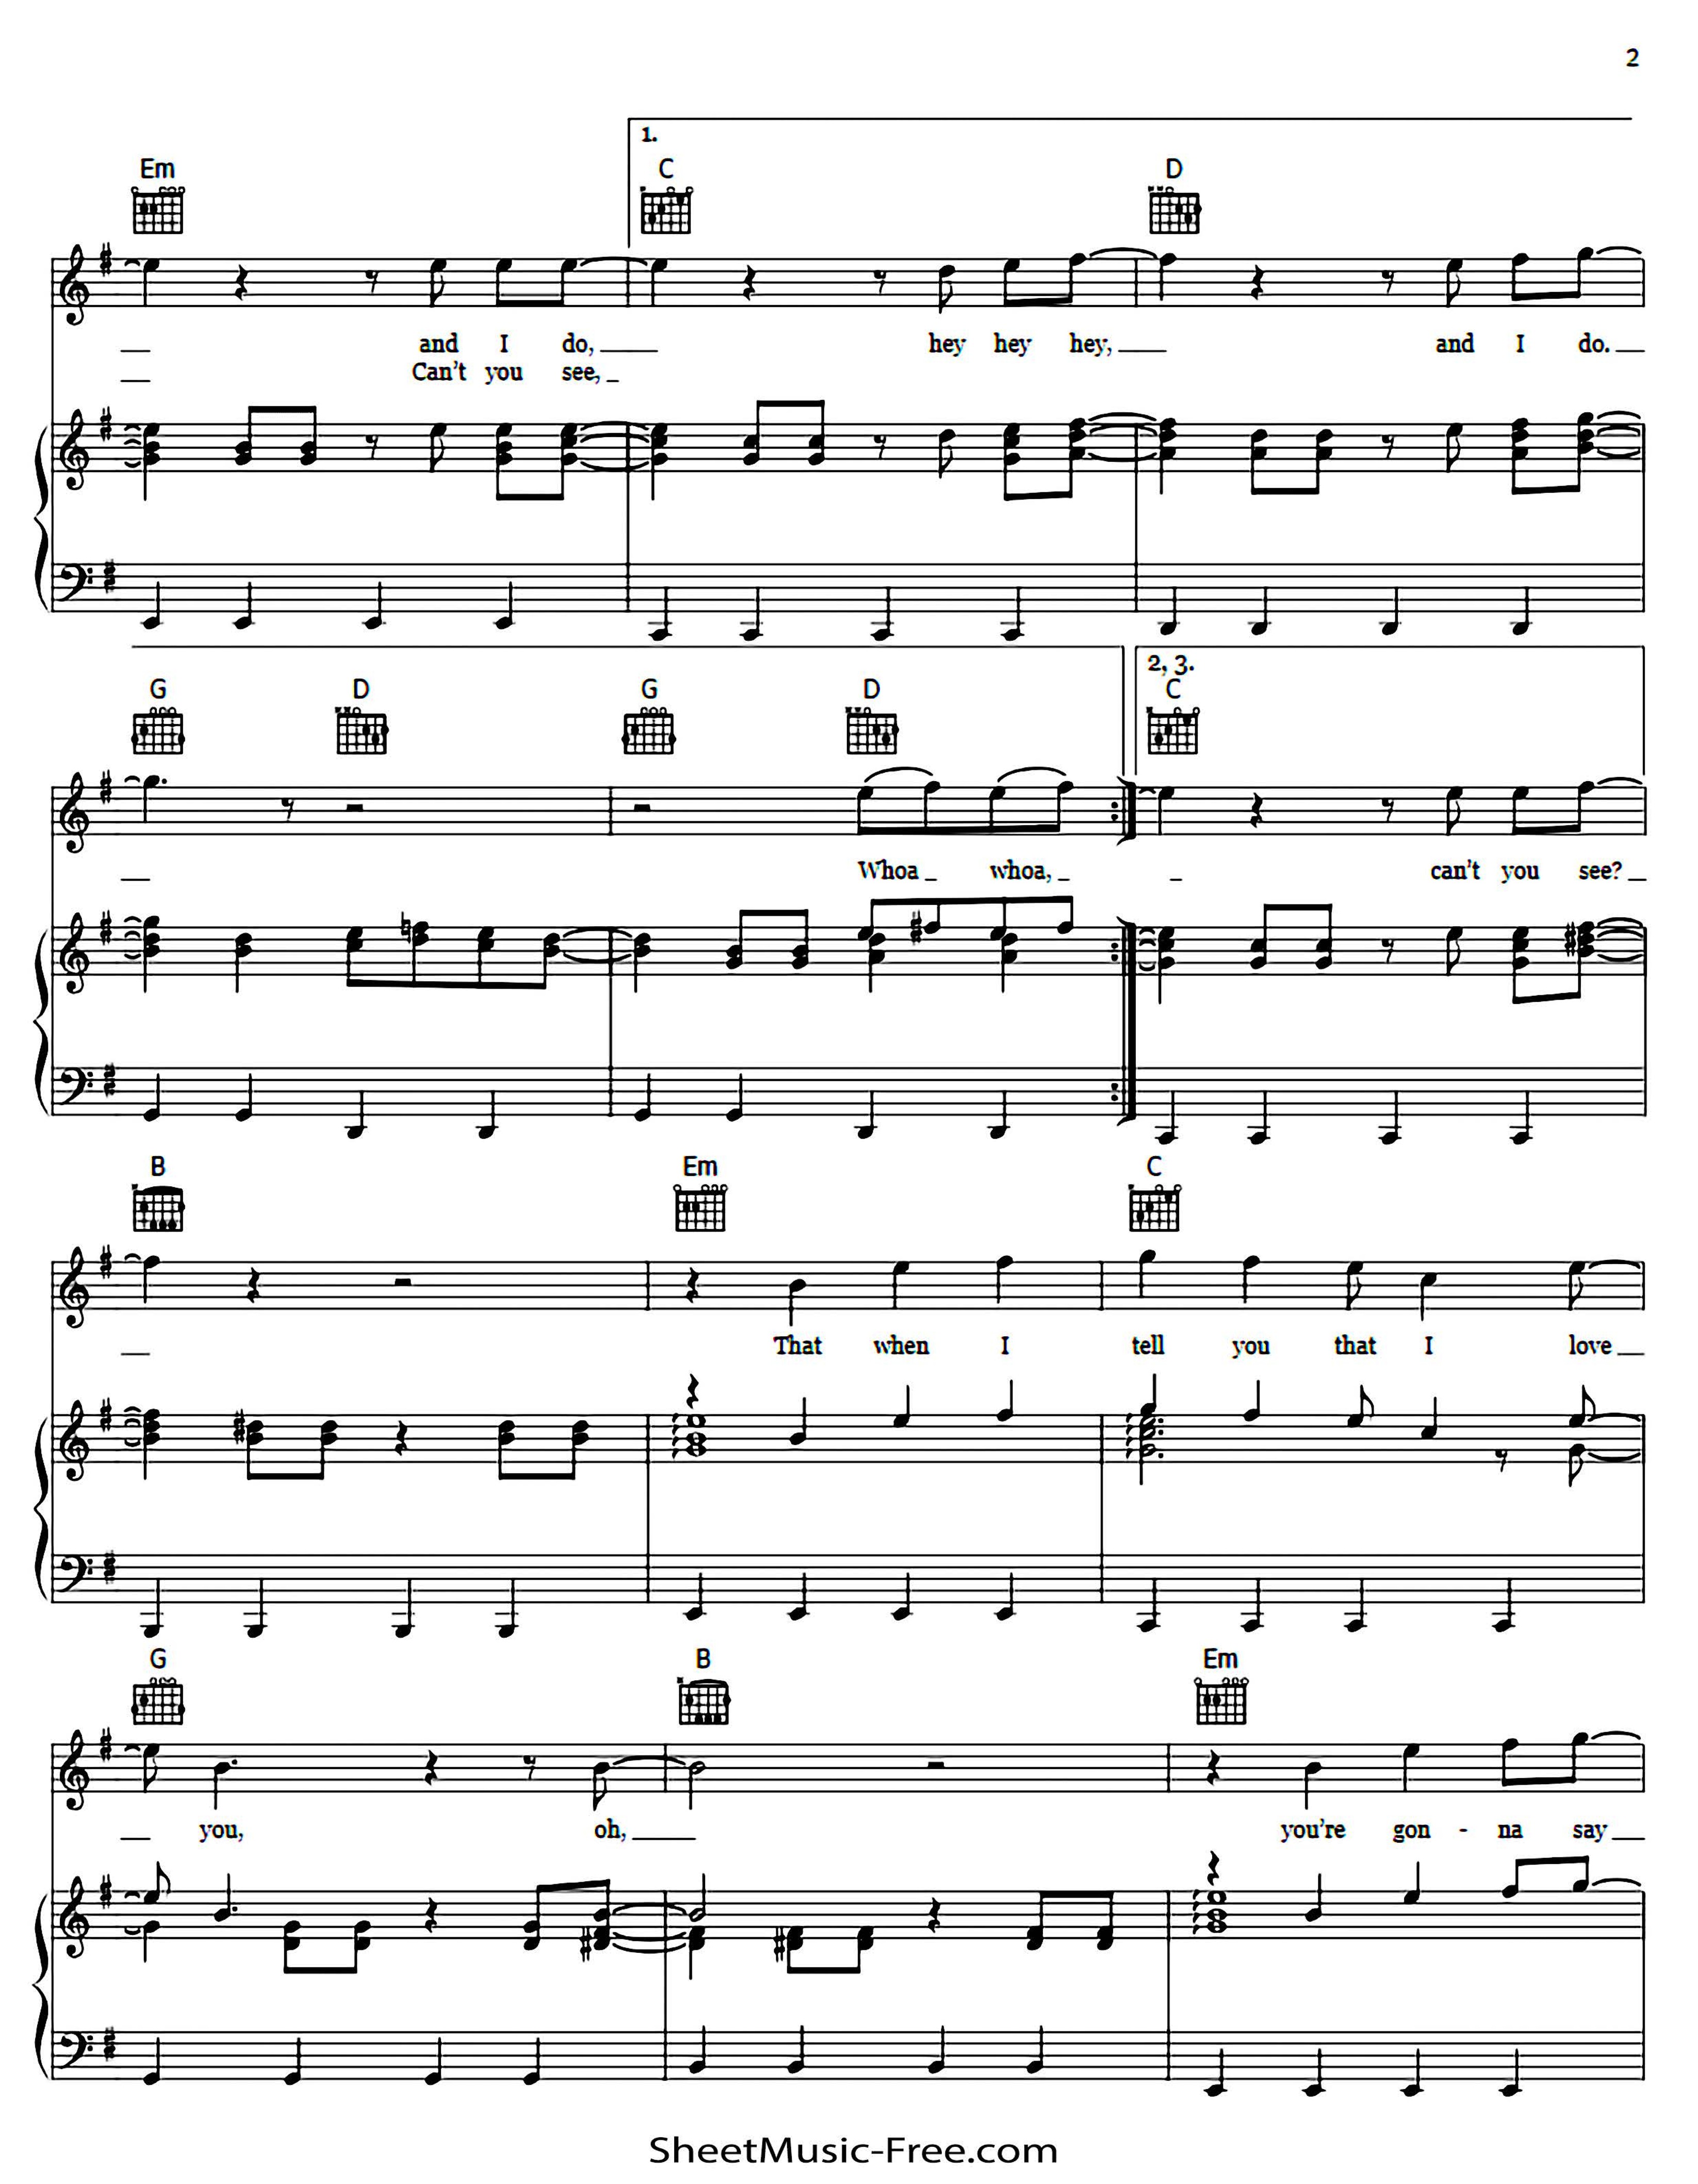 2
1.
Em C D
and I do, hey hey hey, and I do.
Can't you see,
2, 3.
G D G D C
Whoa whoa, can't you see?
B Em C
That when I tell you that I love
G B Em
you, oh, you're gon - na say
SheetMusic-Free.com